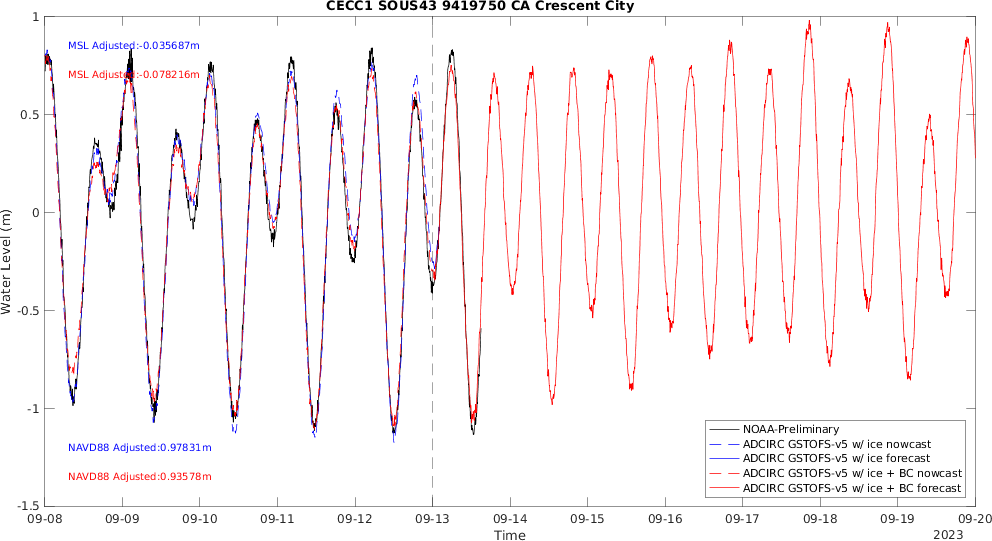 CECC1 SOUS43 9419750 CA Crescent City
MSL Adjusted:-0.035687m
MSL Adjusted:-0.078216m
NAVD88 Adjusted:0.97831m
NAVD88 Adjusted:0.93578m
Water Level (m)
1
0.5
0
-0.5
-1
-1.5
NOAA-Preliminary
ADCIRC GSTOFS-v5 w/ ice nowcast
ADCIRC GSTOFS-v5 w/ ice forecast
ADCIRC GSTOFS-v5 w/ ice + BC nowcast
ADCIRC GSTOFS-v5 w/ ice + BC forecast
09-08 09-09 09-10 09-11 09-12 09-13 09-14 09-15 09-16 09-17 09-18 09-19 09-20
Time
2023